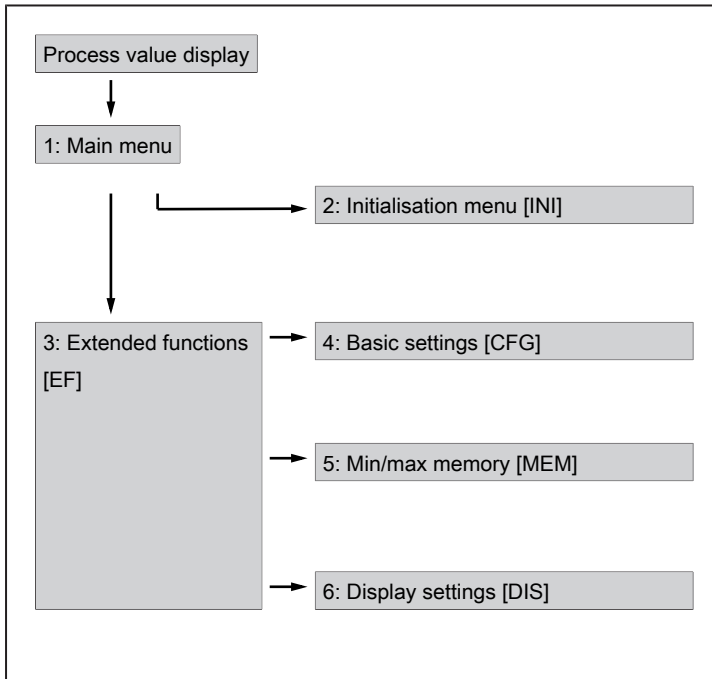 Process value display
1: Main menu
2: Initialisation menu [INI]
3: Extended functions
[EF]
4: Basic settings [CFG]
5: Min/max memory [MEM]
6: Display settings [DIS]